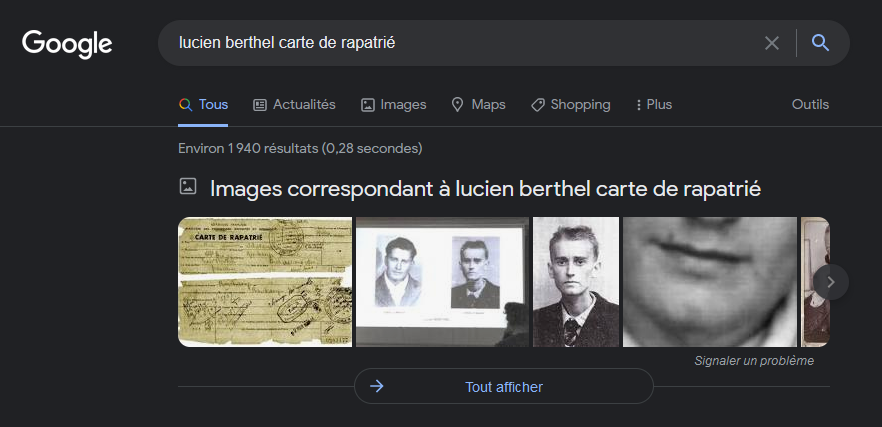 Google
lucien berthel carte de rapatrié
Tous
Actualités
Images
Maps
Shopping
Plus
Outils
Environ 1 940 résultats (0,28 secondes)
Images correspondant à lucien berthel carte de rapatrié
CARTE DE RAPATRIÉ
Signaler un problème
Tout afficher